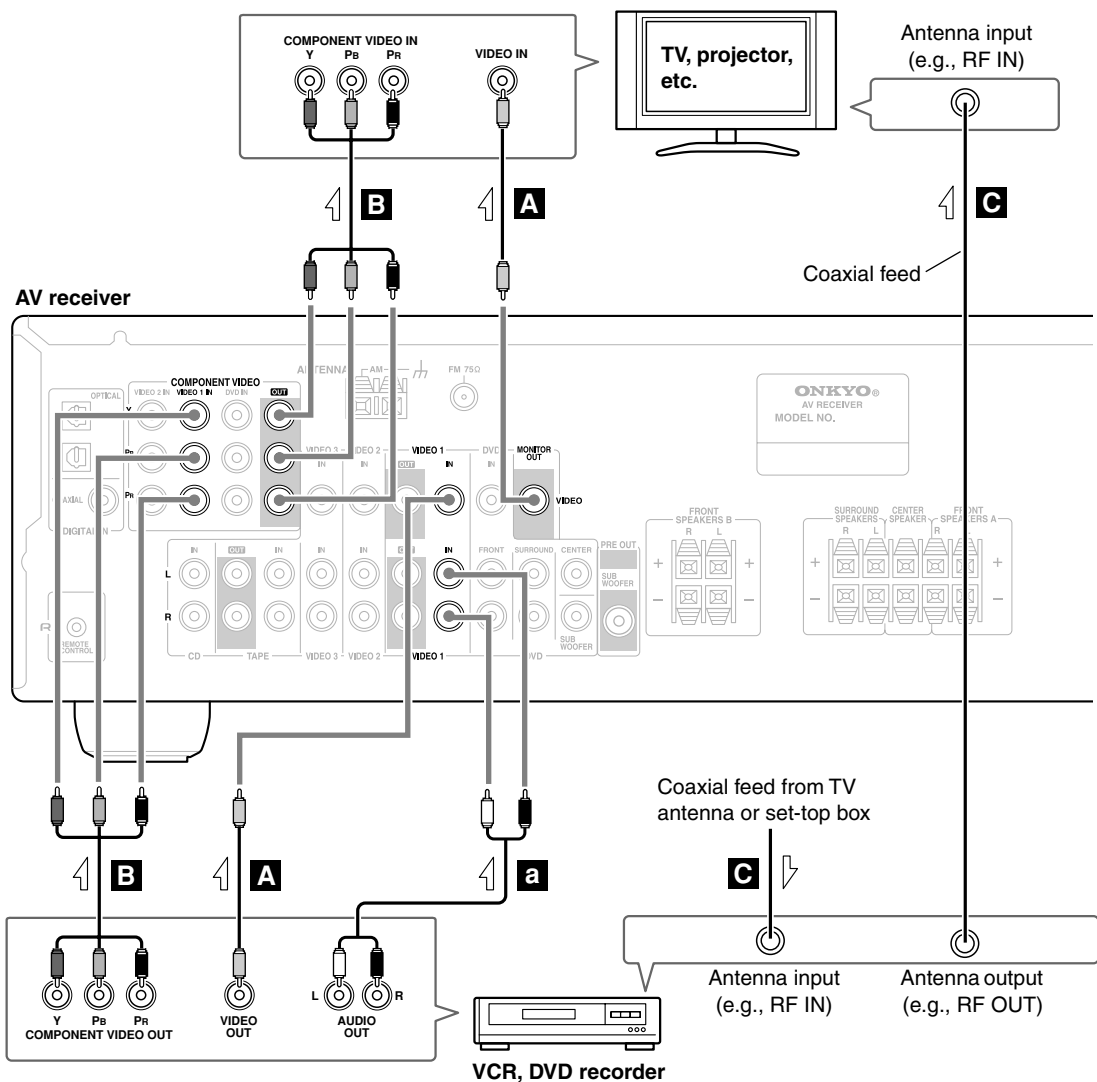 COMPONENT VIDEO IN
Y PB PR
VIDEO IN
TV, projector,
etc.
Antenna input
(e.g., RF IN)
B
A
C
Coaxial feed
AV receiver
ANTENNA
AM
FM 75Ω
COMPONENT VIDEO
OPTICAL
VIDEO 2 IN
VIDEO 1 IN
DVD IN
OUT
Y
PB
PR
AXIAL
DIGITAL IN
VIDEO 3
VIDEO 2
VIDEO 1
DVD
MONITOR
OUT
IN
IN
OUT
IN
IN
VIDEO
ONKYO®
AV RECEIVER
MODEL NO.
FRONT
SPEAKERS B
R L
SURROUND
SPEAKERS
CENTER
SPEAKER
FRONT
SPEAKERS A
R L R L
+ + + +
– – – –
IN
OUT
IN
IN
IN
OUT
IN
FRONT
SURROUND
CENTER
PRE OUT
SUB
WOOFER
L
R
REMOTE
CONTROL
CD
TAPE
VIDEO 3
VIDEO 2
VIDEO 1
DVD
SUB
WOOFER
Coaxial feed from TV
antenna or set-top box
B
A
a
C
Y PB PR
COMPONENT VIDEO OUT
VIDEO
OUT
L R
AUDIO
OUT
Antenna input
(e.g., RF IN)
Antenna output
(e.g., RF OUT)
VCR, DVD recorder